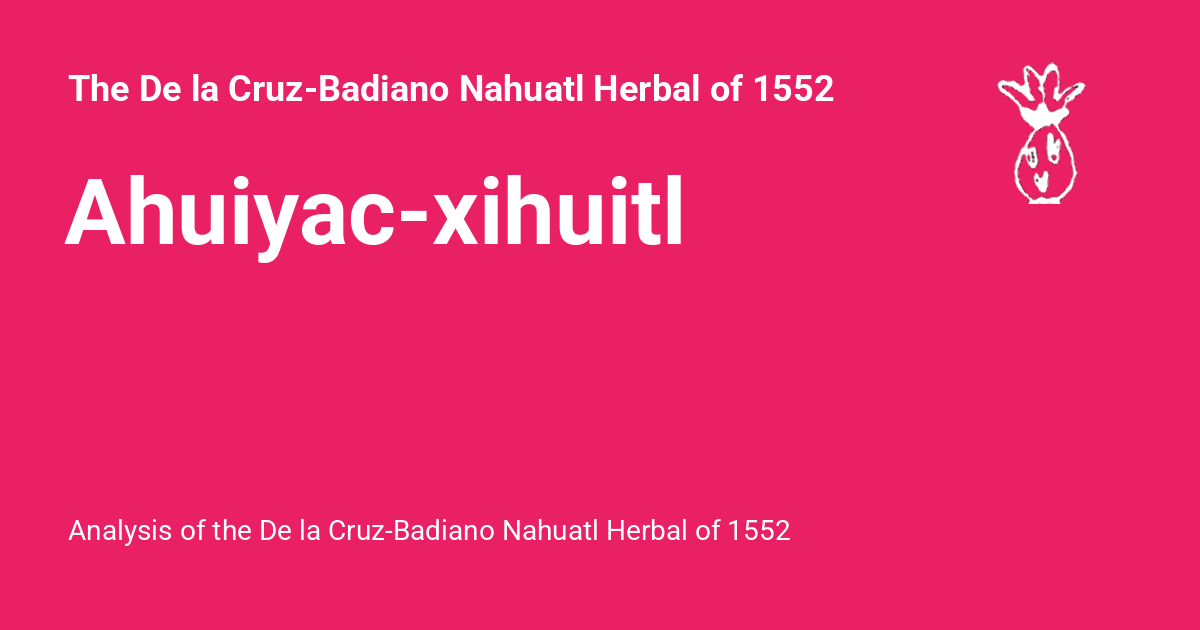 The De la Cruz-Badiano Nahuatl Herbal of 1552
Ahuiyac-xihuitl
Analysis of the De la Cruz-Badiano Nahuatl Herbal of 1552